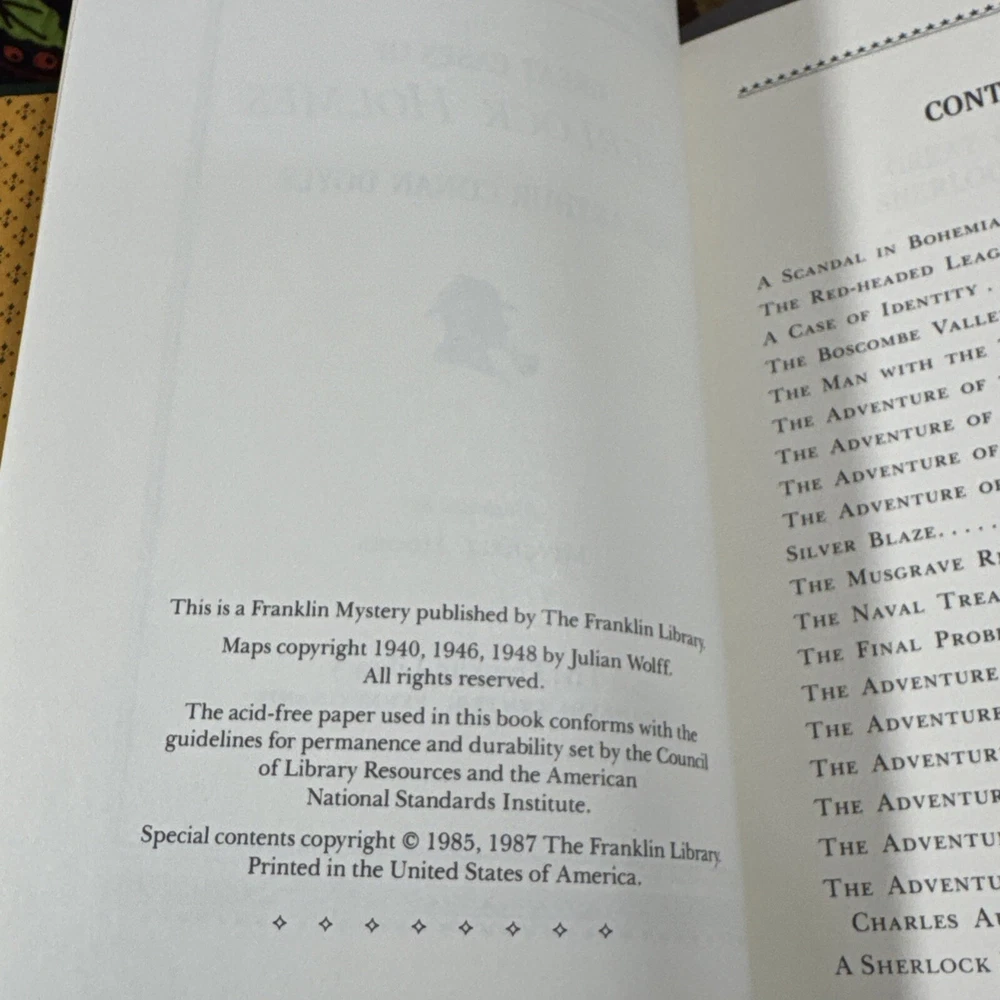 This is a Franklin Mystery published by The Franklin Library.
Maps copyright 1940, 1946, 1948 by Julian Wolff.
All rights reserved.
The acid-free paper used in this book conforms with the
guidelines for permanence and durability set by the Council
of Library Resources and the American
National Standards Institute.
Special contents copyright © 1985, 1987 The Franklin Library.
Printed in the United States of America.
CONT
A SCANDAL IN BOHEMIA
THE RED-HEADED LEAG
A CASE OF IDENTITY .
THE BOSCOMBE VALLE
THE MAN WITH THE
THE ADVENTURE OF
THE ADVENTURE OF
THE ADVENTURE OF
THE ADVENTURE OF
SILVER BLAZE.....
THE MUSGRAVE RI
THE NAVAL TREA
THE FINAL PROB
THE ADVENTURE
THE ADVENTURE
THE ADVENTUR
THE ADVENTUR
THE ADVENTU
THE ADVENTU
CHARLES A
A SHERLOCK